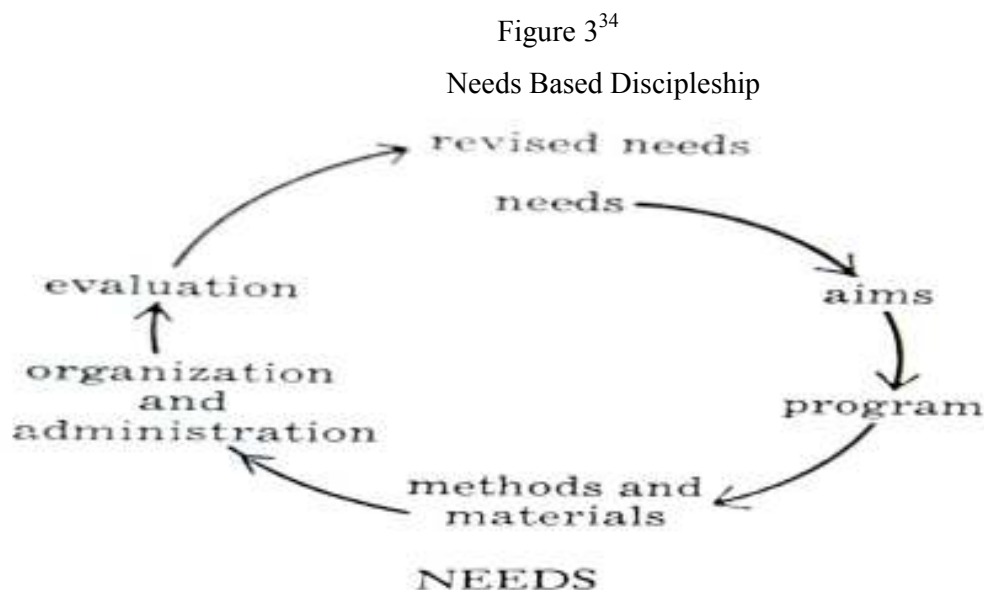 Figure 3³⁴
Needs Based Discipleship
revised needs
needs
aims
program
methods and
materials
organization
and
administration
evaluation
NEEDS